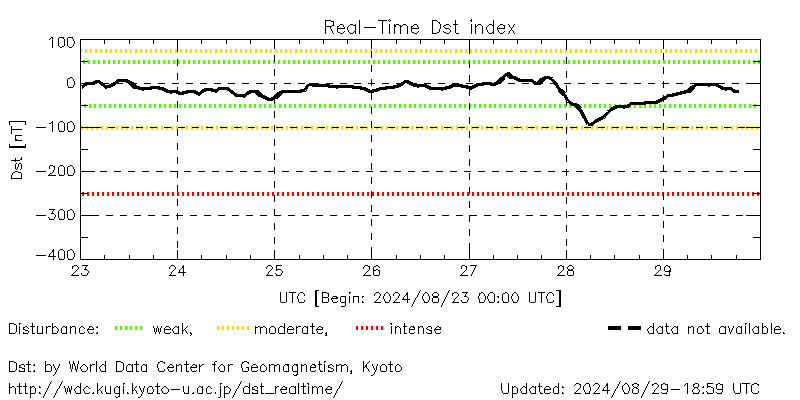 Real-Time Dst index
100
0
-100
-200
-300
-400
Dst [nT]
23 24 25 26 27 28 29
UTC [Begin: 2024/08/23 00:00 UTC]
Disturbance: weak, moderate, intense data not available.
Dst: by World Data Center for Geomagnetism, Kyoto
http://wdc.kugi.kyoto-u.ac.jp/dst_realtime/ Updated: 2024/08/29-18:59 UTC